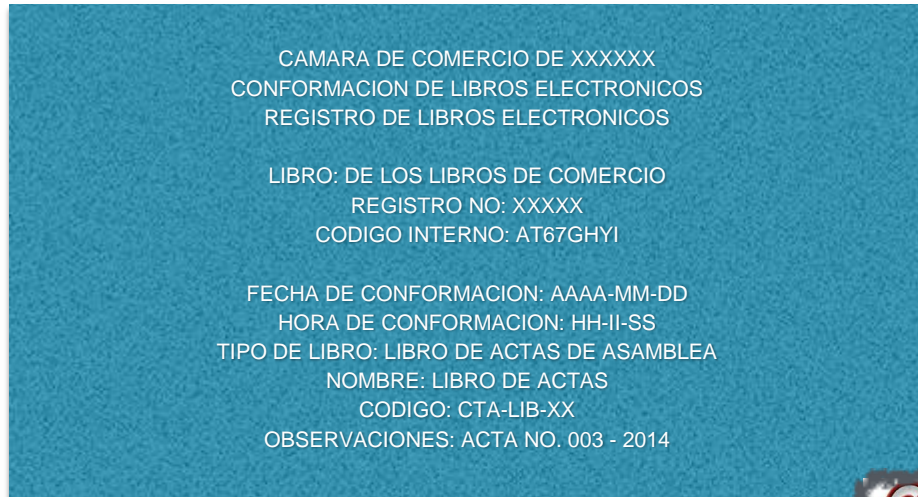 CAMARA DE COMERCIO DE XXXXXX
CONFORMACION DE LIBROS ELECTRONICOS
REGISTRO DE LIBROS ELECTRONICOS
LIBRO: DE LOS LIBROS DE COMERCIO
REGISTRO NO: XXXXX
CODIGO INTERNO: AT67GHYI
FECHA DE CONFORMACION: AAAA-MM-DD
HORA DE CONFORMACION: HH-II-SS
TIPO DE LIBRO: LIBRO DE ACTAS DE ASAMBLEA
NOMBRE: LIBRO DE ACTAS
CODIGO: CTA-LIB-XX
OBSERVACIONES: ACTA NO. 003 - 2014